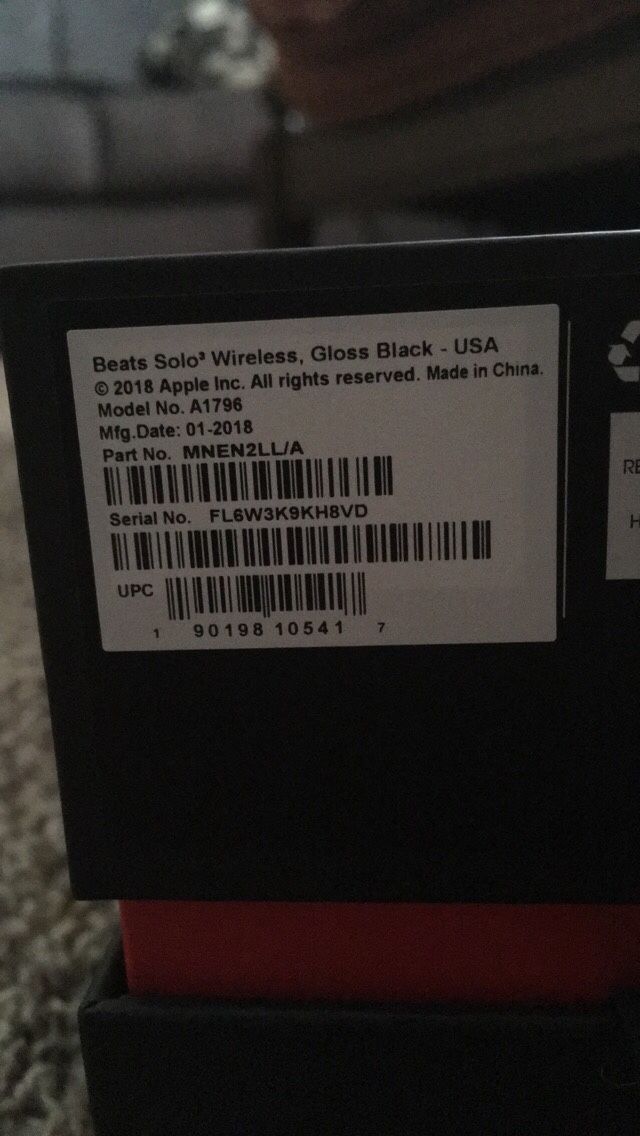 Beats Solo³ Wireless, Gloss Black - USA
© 2018 Apple Inc. All rights reserved. Made in China.
Model No. A1796
Mfg.Date: 01-2018
Part No. MNEN2LL/A
Serial No. FL6W3K9KH8VD
UPC
1 90198 10541 7
RE
H